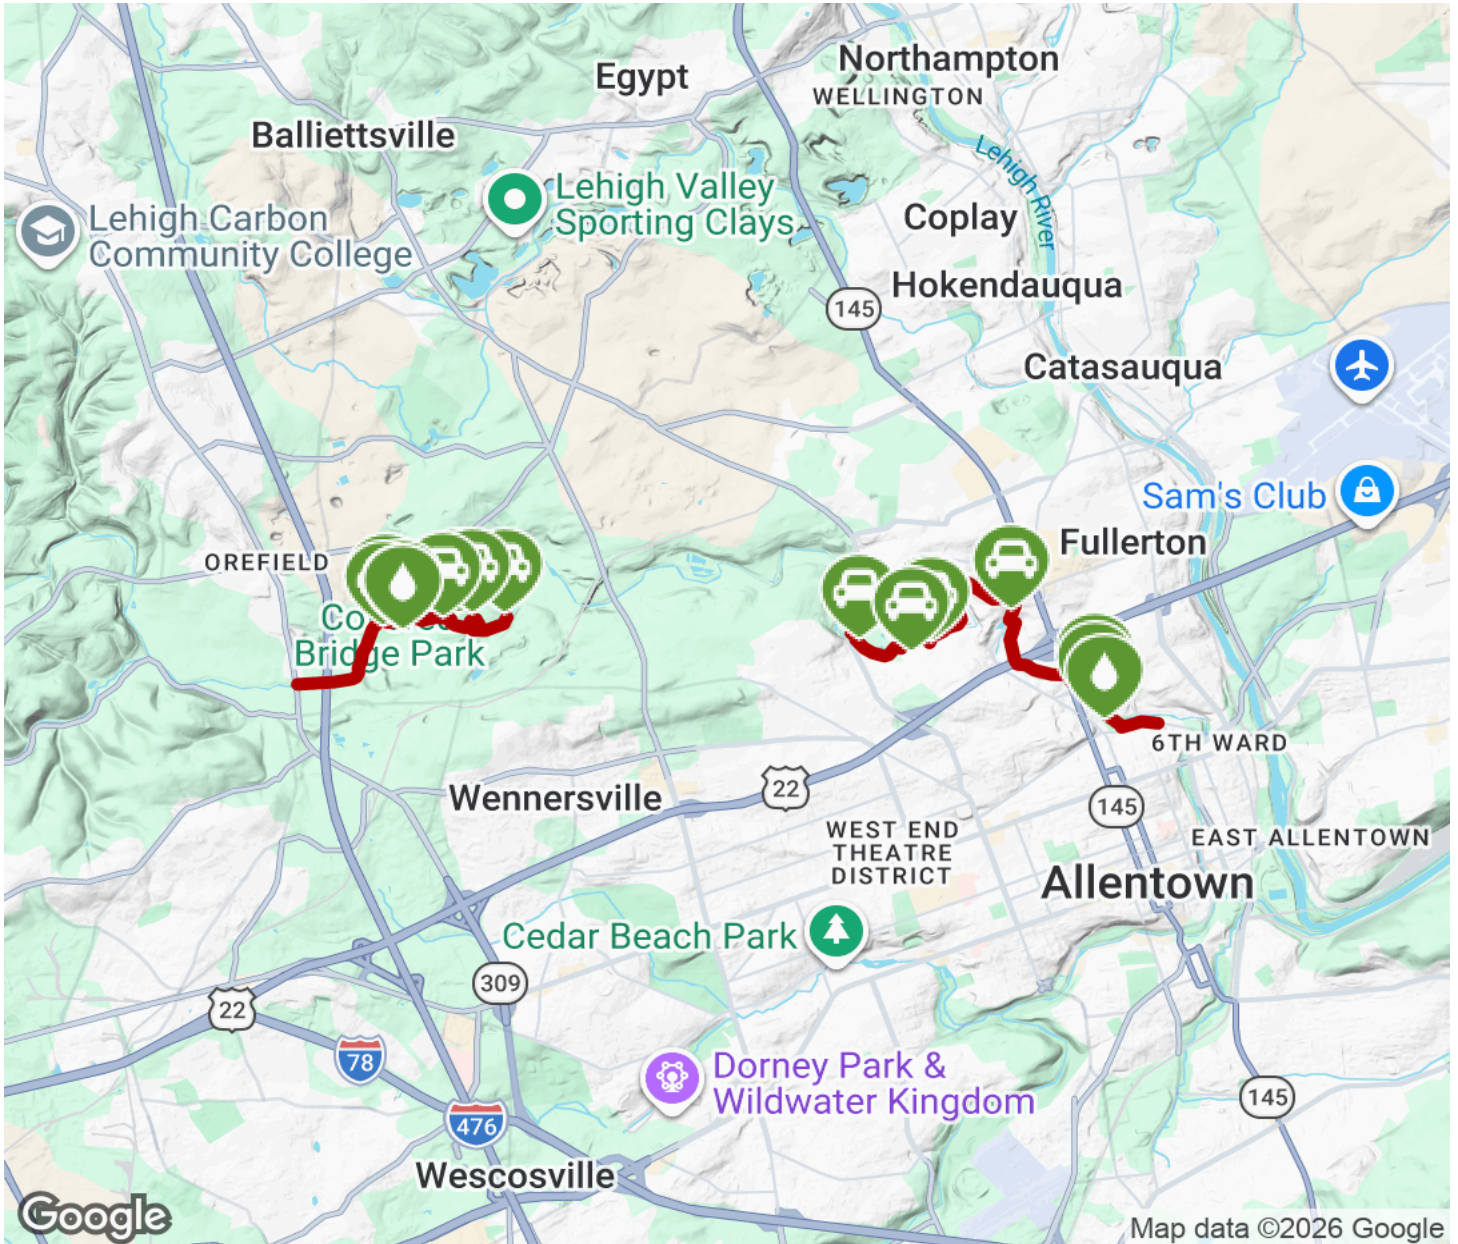 Northampton
Egypt
WELLINGTON
Balliettsville
Lehigh River
Lehigh Valley
Sporting Clays
Lehigh Carbon
Community College
Coplay
Hokendauqua
145
Catasauqua
Sam's Club
Fullerton
OREFIELD
Bridge Park
6TH WARD
Wennersville
22
145
WEST END
THEATRE
DISTRICT
EAST ALLENTOWN
Allentown
Cedar Beach Park
309
22
78
Dorney Park &
Wildwater Kingdom
145
476
Wescosville
Google
Map data ©2026 Google